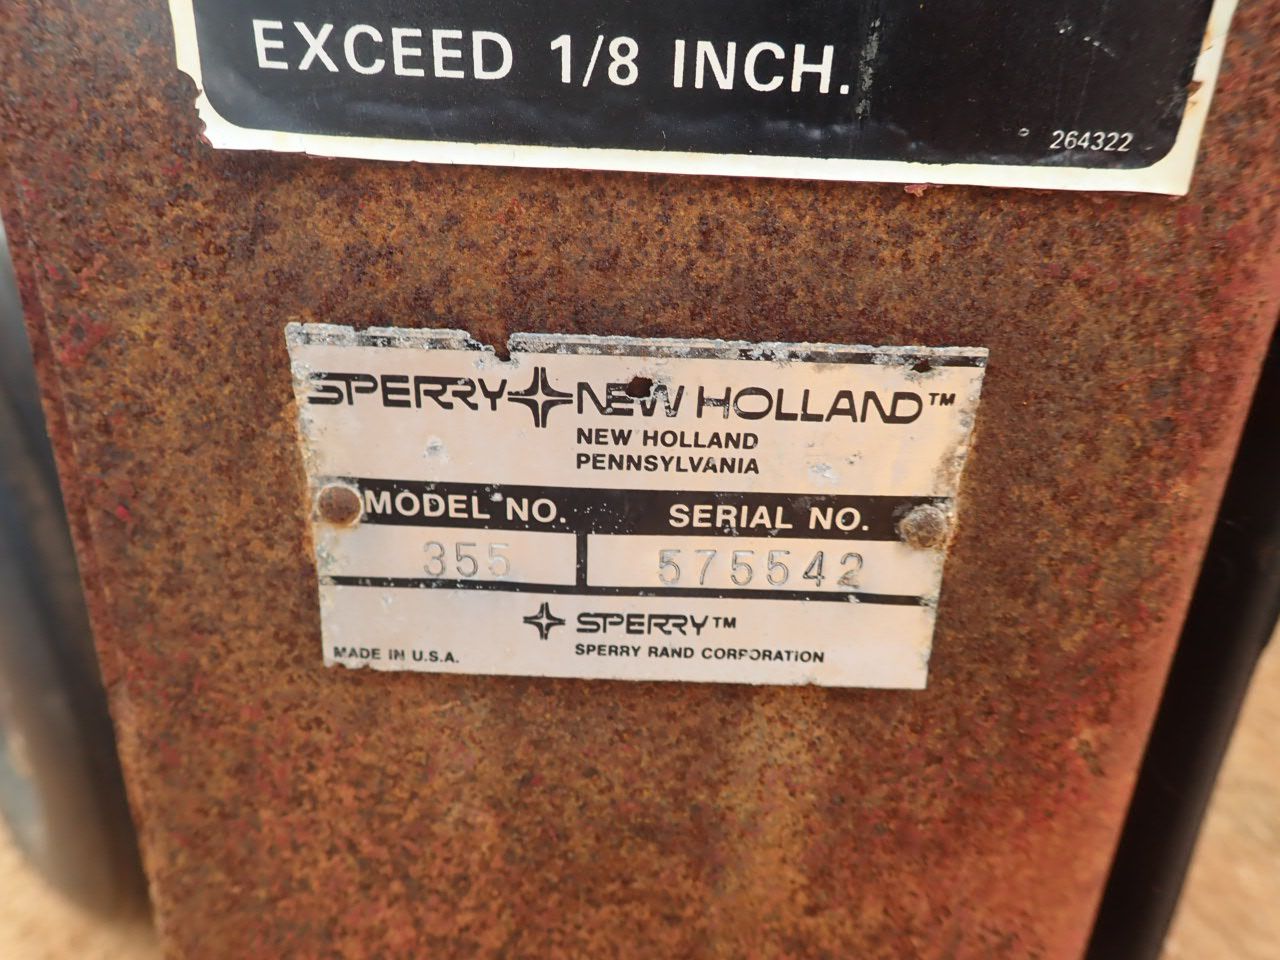 EXCEED 1/8 INCH.
264322
SPERRY NEW HOLLAND™
NEW HOLLAND
PENNSYLVANIA
MODEL NO. SERIAL NO.
355 575542
SPERRY™
MADE IN U.S.A. SPERRY RAND CORPORATION